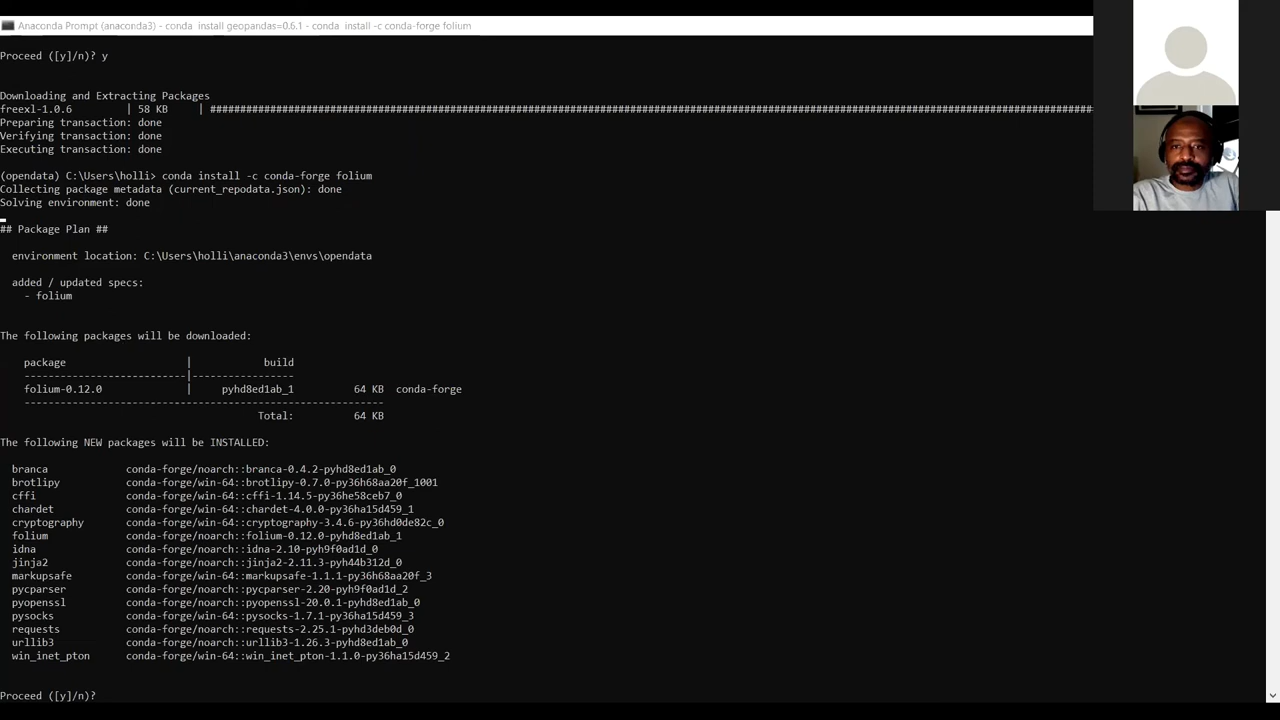 Anaconda Prompt (anaconda3) - conda  install geopandas=0.6.1 - conda  install -c conda-forge folium
Proceed ([y]/n)? y
Downloading and Extracting Packages
freexl-1.0.6         | 58 KB     | ####################################################################################################
Preparing transaction: done
Verifying transaction: done
Executing transaction: done
(opendata) C:\Users\holli> conda install -c conda-forge folium
Collecting package metadata (current_repodata.json): done
Solving environment: done
## Package Plan ##
environment location: C:\Users\holli\anaconda3\envs\opendata
added / updated specs:
- folium
The following packages will be downloaded:
package                    |            build
---------------------------|-----------------
folium-0.12.0              |     pyhd8ed1ab_1          64 KB  conda-forge
------------------------------------------------------------
Total:          64 KB
The following NEW packages will be INSTALLED:
branca             conda-forge/noarch::branca-0.4.2-pyhd8ed1ab_0
brotlipy           conda-forge/win-64::brotlipy-0.7.0-py36h68aa20f_1001
cffi               conda-forge/win-64::cffi-1.14.5-py36he58ceb7_0
chardet            conda-forge/win-64::chardet-4.0.0-py36ha15d459_1
cryptography       conda-forge/win-64::cryptography-3.4.6-py36hd0de82c_0
folium             conda-forge/noarch::folium-0.12.0-pyhd8ed1ab_1
idna               conda-forge/noarch::idna-2.10-pyh9f0ad1d_0
jinja2             conda-forge/noarch::jinja2-2.11.3-pyh44b312d_0
markupsafe         conda-forge/win-64::markupsafe-1.1.1-py36h68aa20f_3
pycparser          conda-forge/noarch::pycparser-2.20-pyh9f0ad1d_2
pyopenssl          conda-forge/noarch::pyopenssl-20.0.1-pyhd8ed1ab_0
pysocks            conda-forge/win-64::pysocks-1.7.1-py36ha15d459_3
requests           conda-forge/noarch::requests-2.25.1-pyhd3deb0d_0
urllib3            conda-forge/noarch::urllib3-1.26.3-pyhd8ed1ab_0
win_inet_pton      conda-forge/win-64::win_inet_pton-1.1.0-py36ha15d459_2
Proceed ([y]/n)?